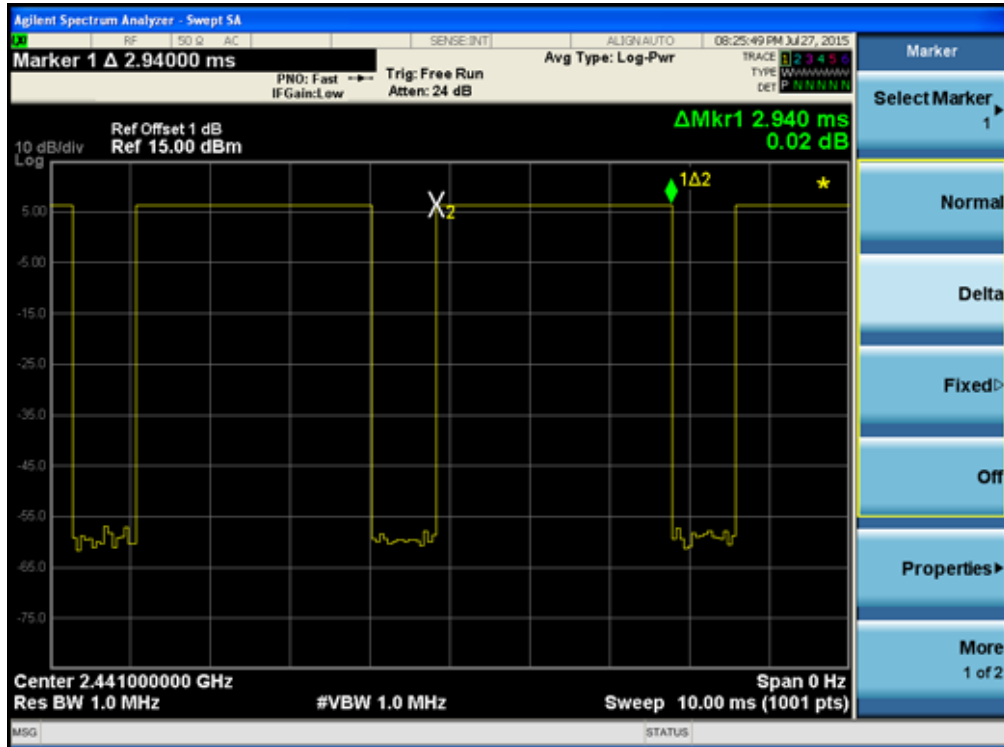 Agilent Spectrum Analyzer - Swept SA
RF 50 Ω AC SENSE:INT ALIGN AUTO 08:25:49 PM Jul 27, 2015
Marker 1 Δ 2.94000 ms
PNO: Fast
IFGain:Low
Trig: Free Run
Atten: 24 dB
Avg Type: Log-Pwr
TRACE 1 2 3 4 5 6
TYPE
DET P N N N N N
ΔMkr1 2.940 ms
0.02 dB
Ref Offset 1 dB
10 dB/div Ref 15.00 dBm
Log
1Δ2
X2
5.00
-5.00
-15.0
-25.0
-35.0
-45.0
-55.0
-65.0
-75.0
Center 2.441000000 GHz Span 0 Hz
Res BW 1.0 MHz #VBW 1.0 MHz Sweep 10.00 ms (1001 pts)
MSG STATUS
Marker
Select Marker
1
Normal
Delta
Fixed
Off
Properties
More
1 of 2